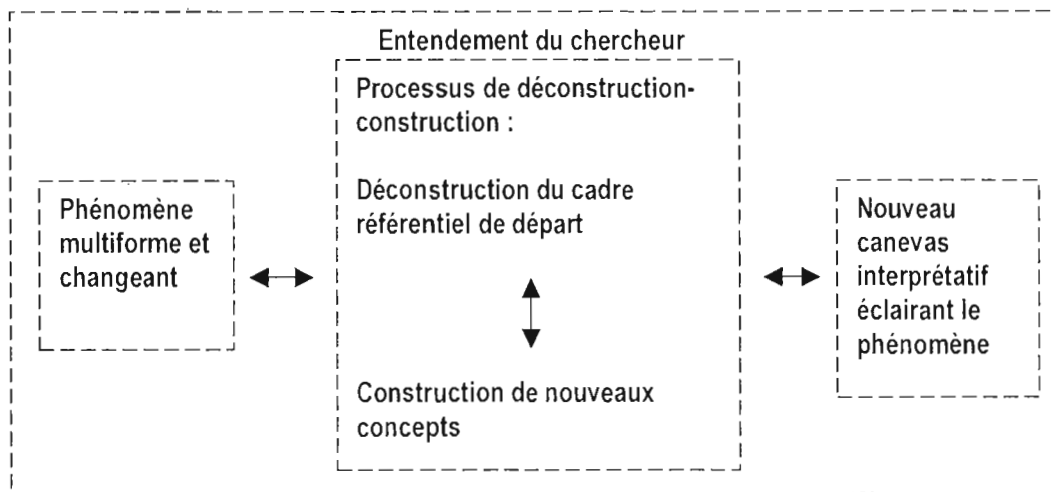 Entendement du chercheur
Processus de déconstruction-
construction :
Déconstruction du cadre
référentiel de départ
Construction de nouveaux
concepts
Phénomène
multiforme et
changeant
Nouveau
canevas
interprétatif
éclairant le
phénomène